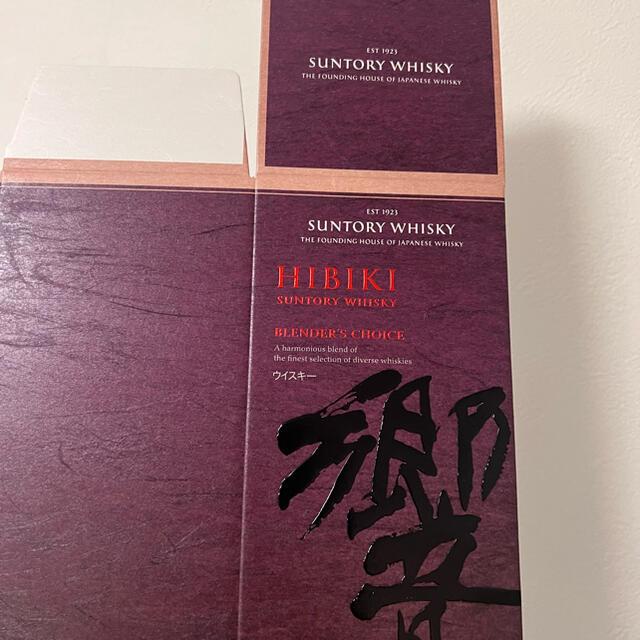 EST 1923
SUNTORY WHISKY
THE FOUNDING HOUSE OF JAPANESE WHISKY
EST 1923
SUNTORY WHISKY
THE FOUNDING HOUSE OF JAPANESE WHISKY
HIBIKI
SUNTORY WHISKY
BLENDER'S CHOICE
A harmonious blend of
the finest selection of diverse whiskies
ウイスキー
響